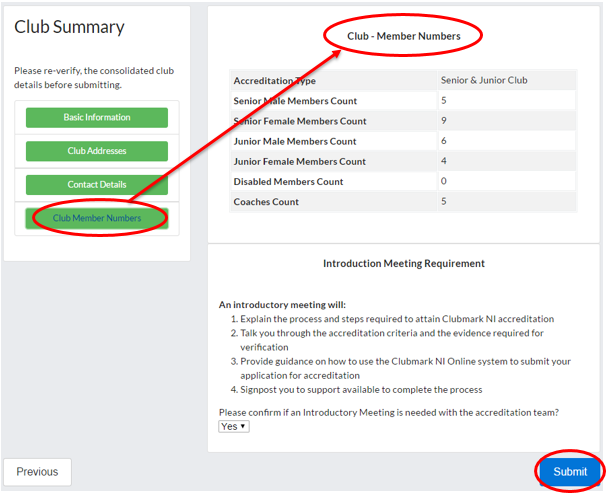 Club Summary
Please re-verify, the consolidated club
details before submitting.
Basic Information
Club Addresses
Contact Details
Club Member Numbers
Club - Member Numbers
Accreditation Type Senior & Junior Club
Senior Male Members Count 5
Senior Female Members Count 9
Junior Male Members Count 6
Junior Female Members Count 4
Disabled Members Count 0
Coaches Count 5
Introduction Meeting Requirement
An introductory meeting will:
1. Explain the process and steps required to attain Clubmark NI accreditation
2. Talk you through the accreditation criteria and the evidence required for
verification
3. Provide guidance on how to use the Clubmark NI Online system to submit your
application for accreditation
4. Signpost you to support available to complete the process
Please confirm if an Introductory Meeting is needed with the accreditation team?
Yes
Previous
Submit